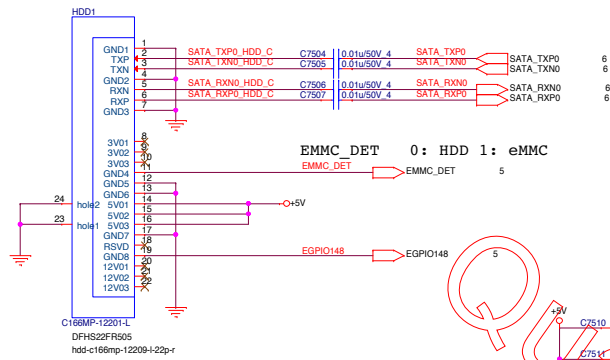 HDD1
GND1 1
TXP 2 SATA_TXP0_HDD_C C7504 0.01u/50V_4 SATA_TXP0 SATA_TXP0 6
TXN 3 SATA_TXN0_HDD_C C7505 0.01u/50V_4 SATA_TXN0 SATA_TXN0 6
GND2 4
RXN 5 SATA_RXN0_HDD_C C7506 0.01u/50V_4 SATA_RXN0 SATA_RXN0 6
RXP 6 SATA_RXP0_HDD_C C7507 0.01u/50V_4 SATA_RXP0 SATA_RXP0 6
GND3 7
3V01 8
3V02 9
3V03 10
EMMC_DET 0: HDD 1: eMMC
GND4 11 EMMC_DET EMMC_DET 5
GND5 12
GND6 13
24 hole2 5V01 14 +5V
5V02 15
23 hole1 5V03 16
GND7 17
RSVD 18
GND8 19 EGPIO148 EGPIO148 5
12V01 20
12V02 21
12V03 22
C166MP-12201-L
DFHS22FR505
hdd-c166mp-12209-l-22p-r
+5V
C7510
C7511